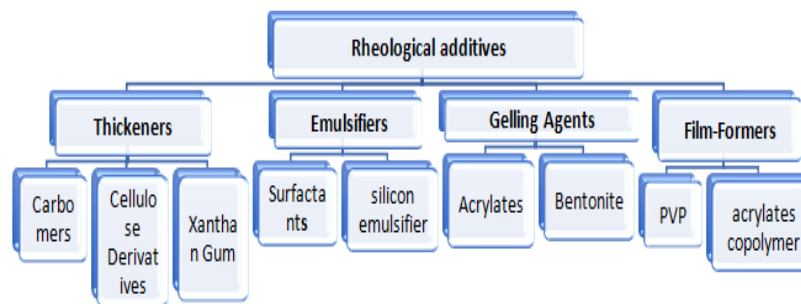 Rheological additives
Thickeners
Emulsifiers
Gelling Agents
Film-Formers
Carbo
mers
Cellulo
se
Derivat
ives
Xantha
n Gum
Surfacta
nts
silicon
emulsifier
Acrylates
Bentonite
PVP
acrylates
copolymer